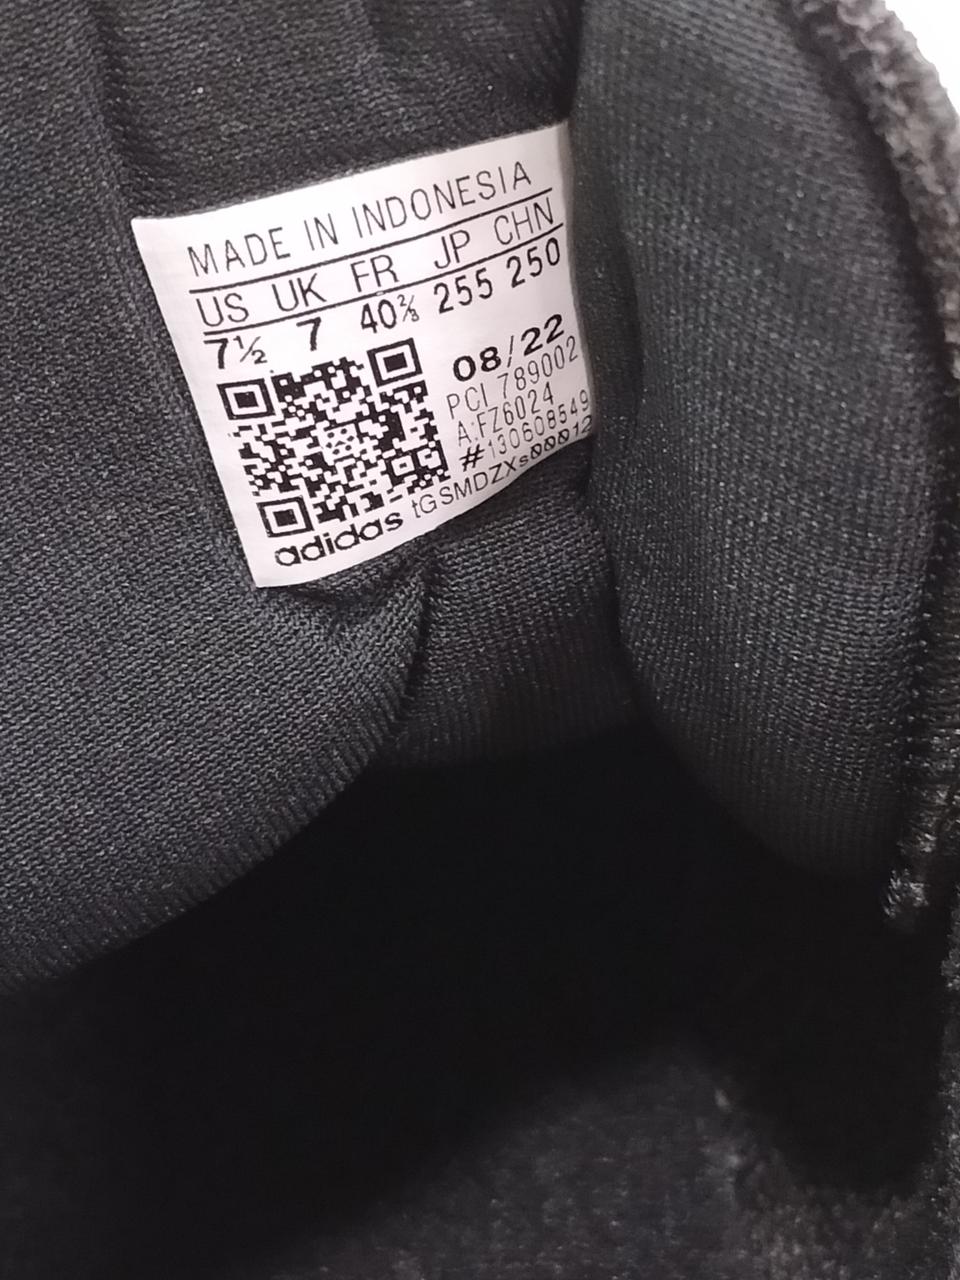 MADE IN INDONESIA
US UK FR JP CHN
7½ 7 40⅔ 255 250
08/22
PCI 789002
A:FZ6024
#130608549
tGSMDZXs00012
adidas